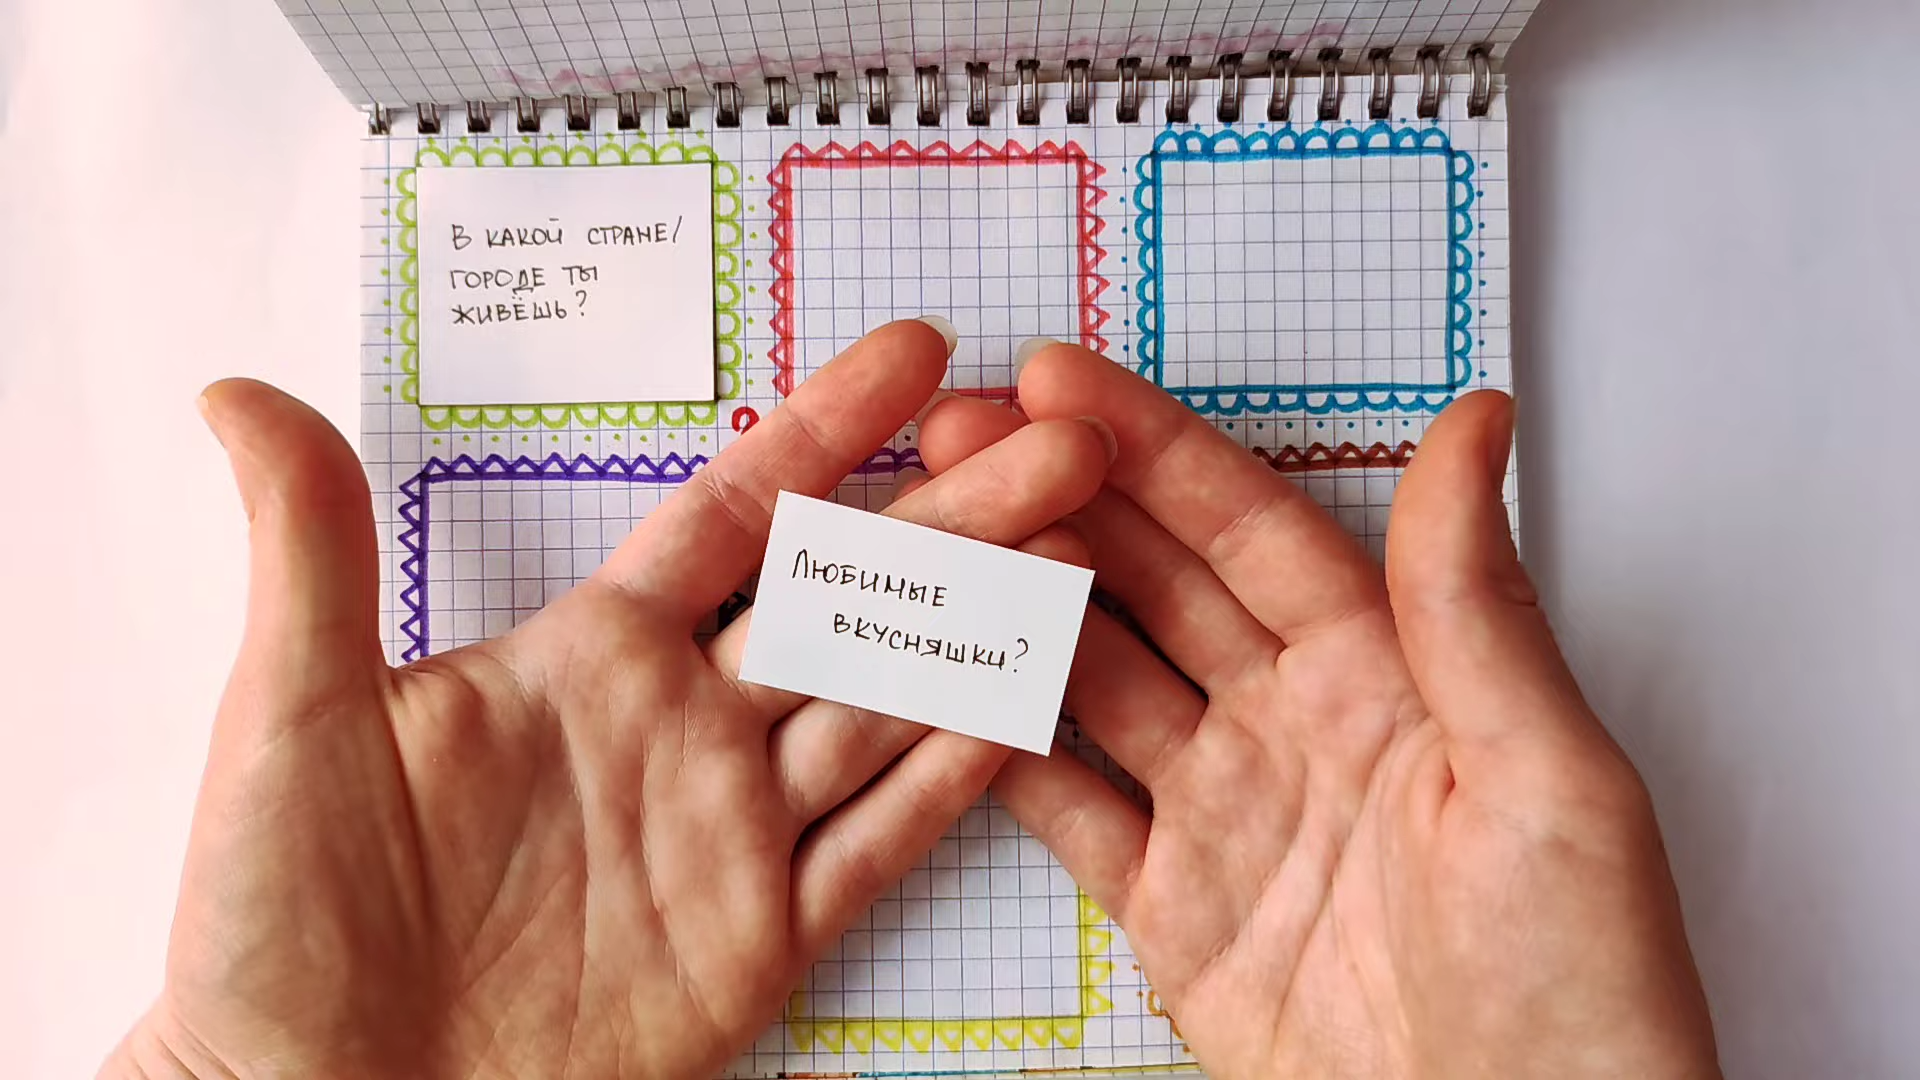 В КАКОЙ СТРАНЕ/
ГОРОДЕ ТЫ
ЖИВЁШЬ?
ЛЮБИМЫЕ
ВКУСНЯШКИ?